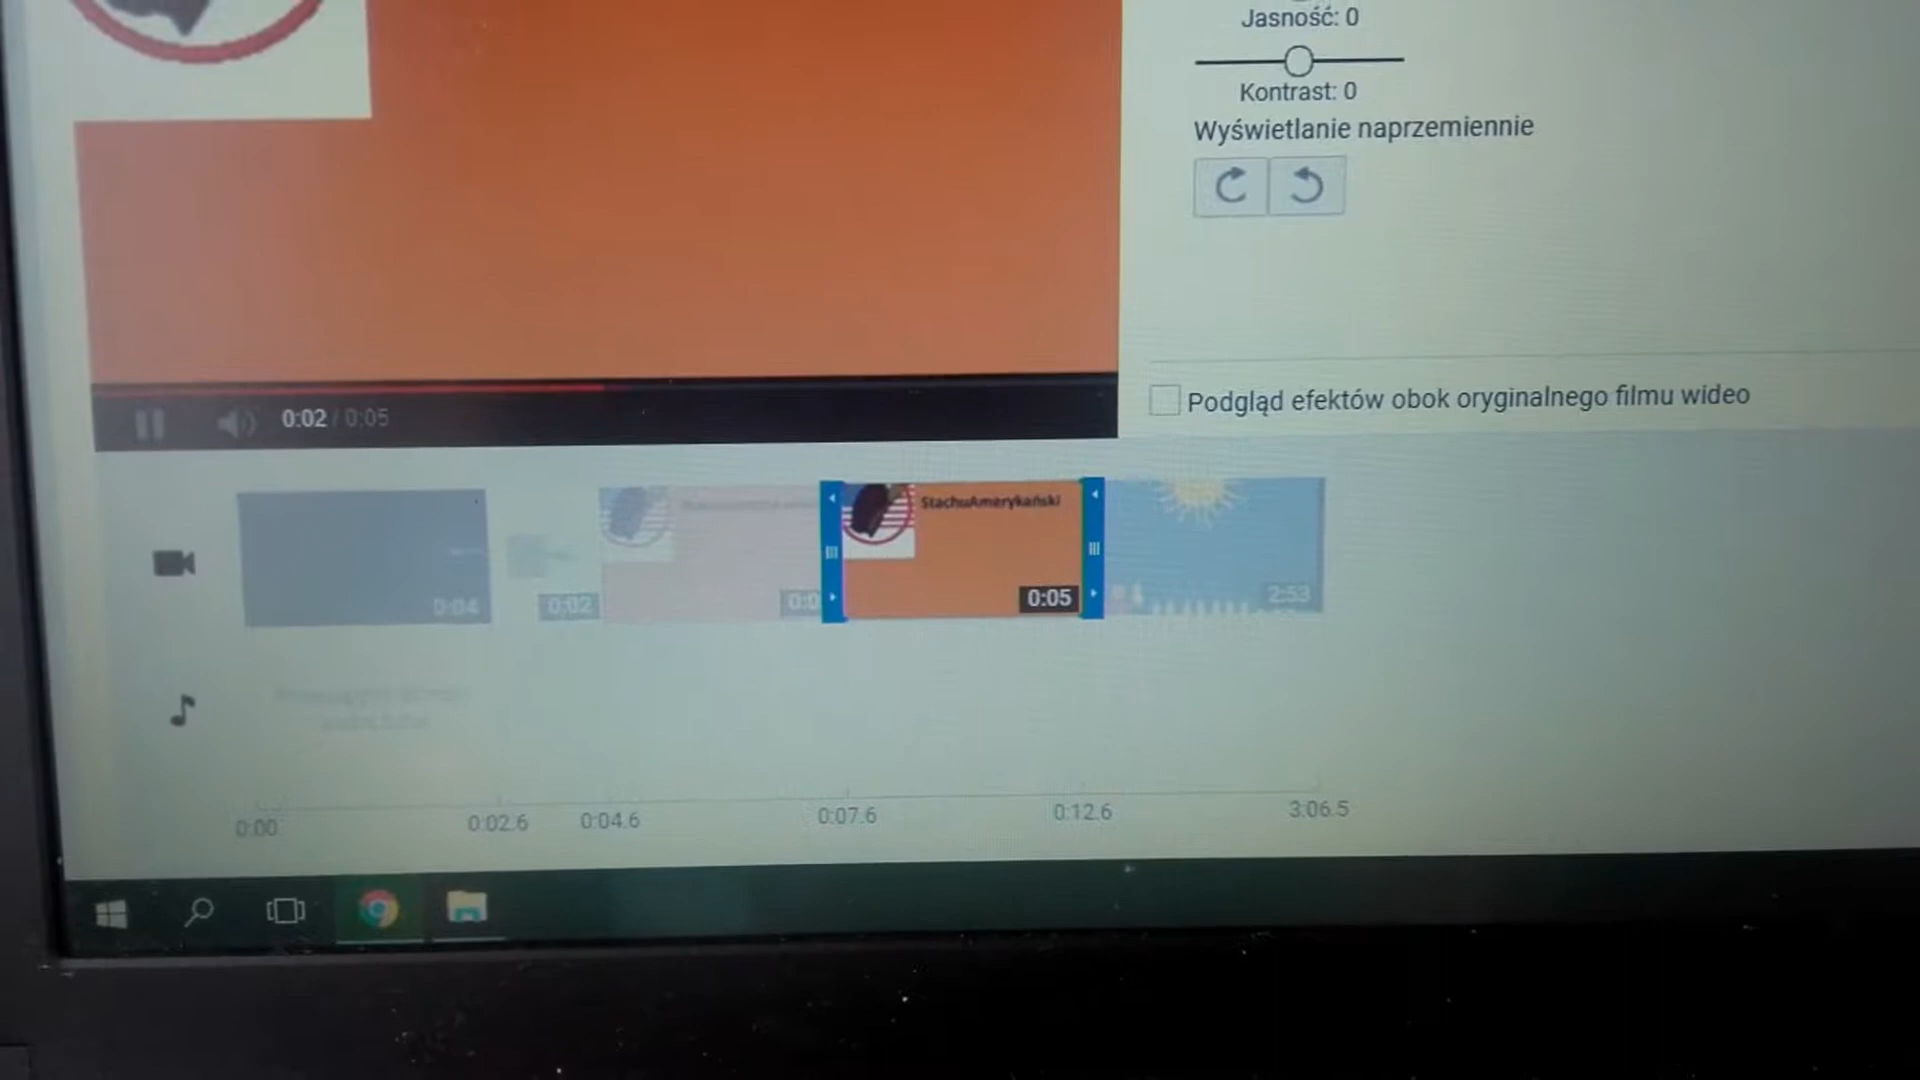 Jasność: 0
Kontrast: 0
Wyświetlanie naprzemiennie
0:02 / 0:05
Podgląd efektów obok oryginalnego filmu wideo
StachuAmerykański
0:04
0:02
0:0
0:05
2:53
0:00
0:02.6
0:04.6
0:07.6
0:12.6
3:06.5